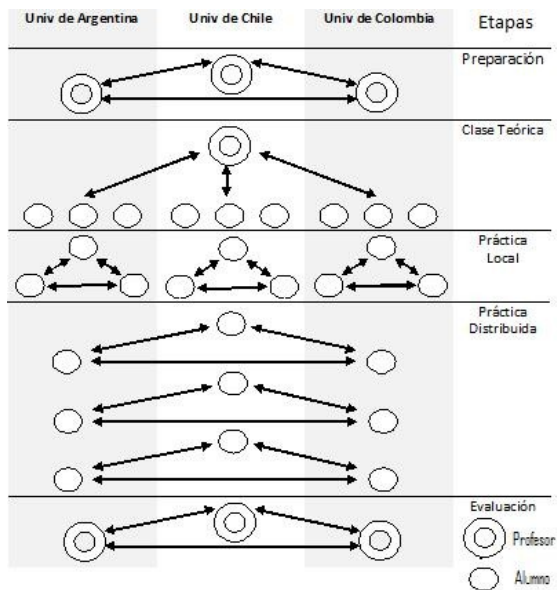 Univ de Argentina Univ de Chile Univ de Colombia Etapas
Preparación
Clase Teórica
Práctica
Local
Práctica
Distribuida
Evaluación
Profesor
Alumno